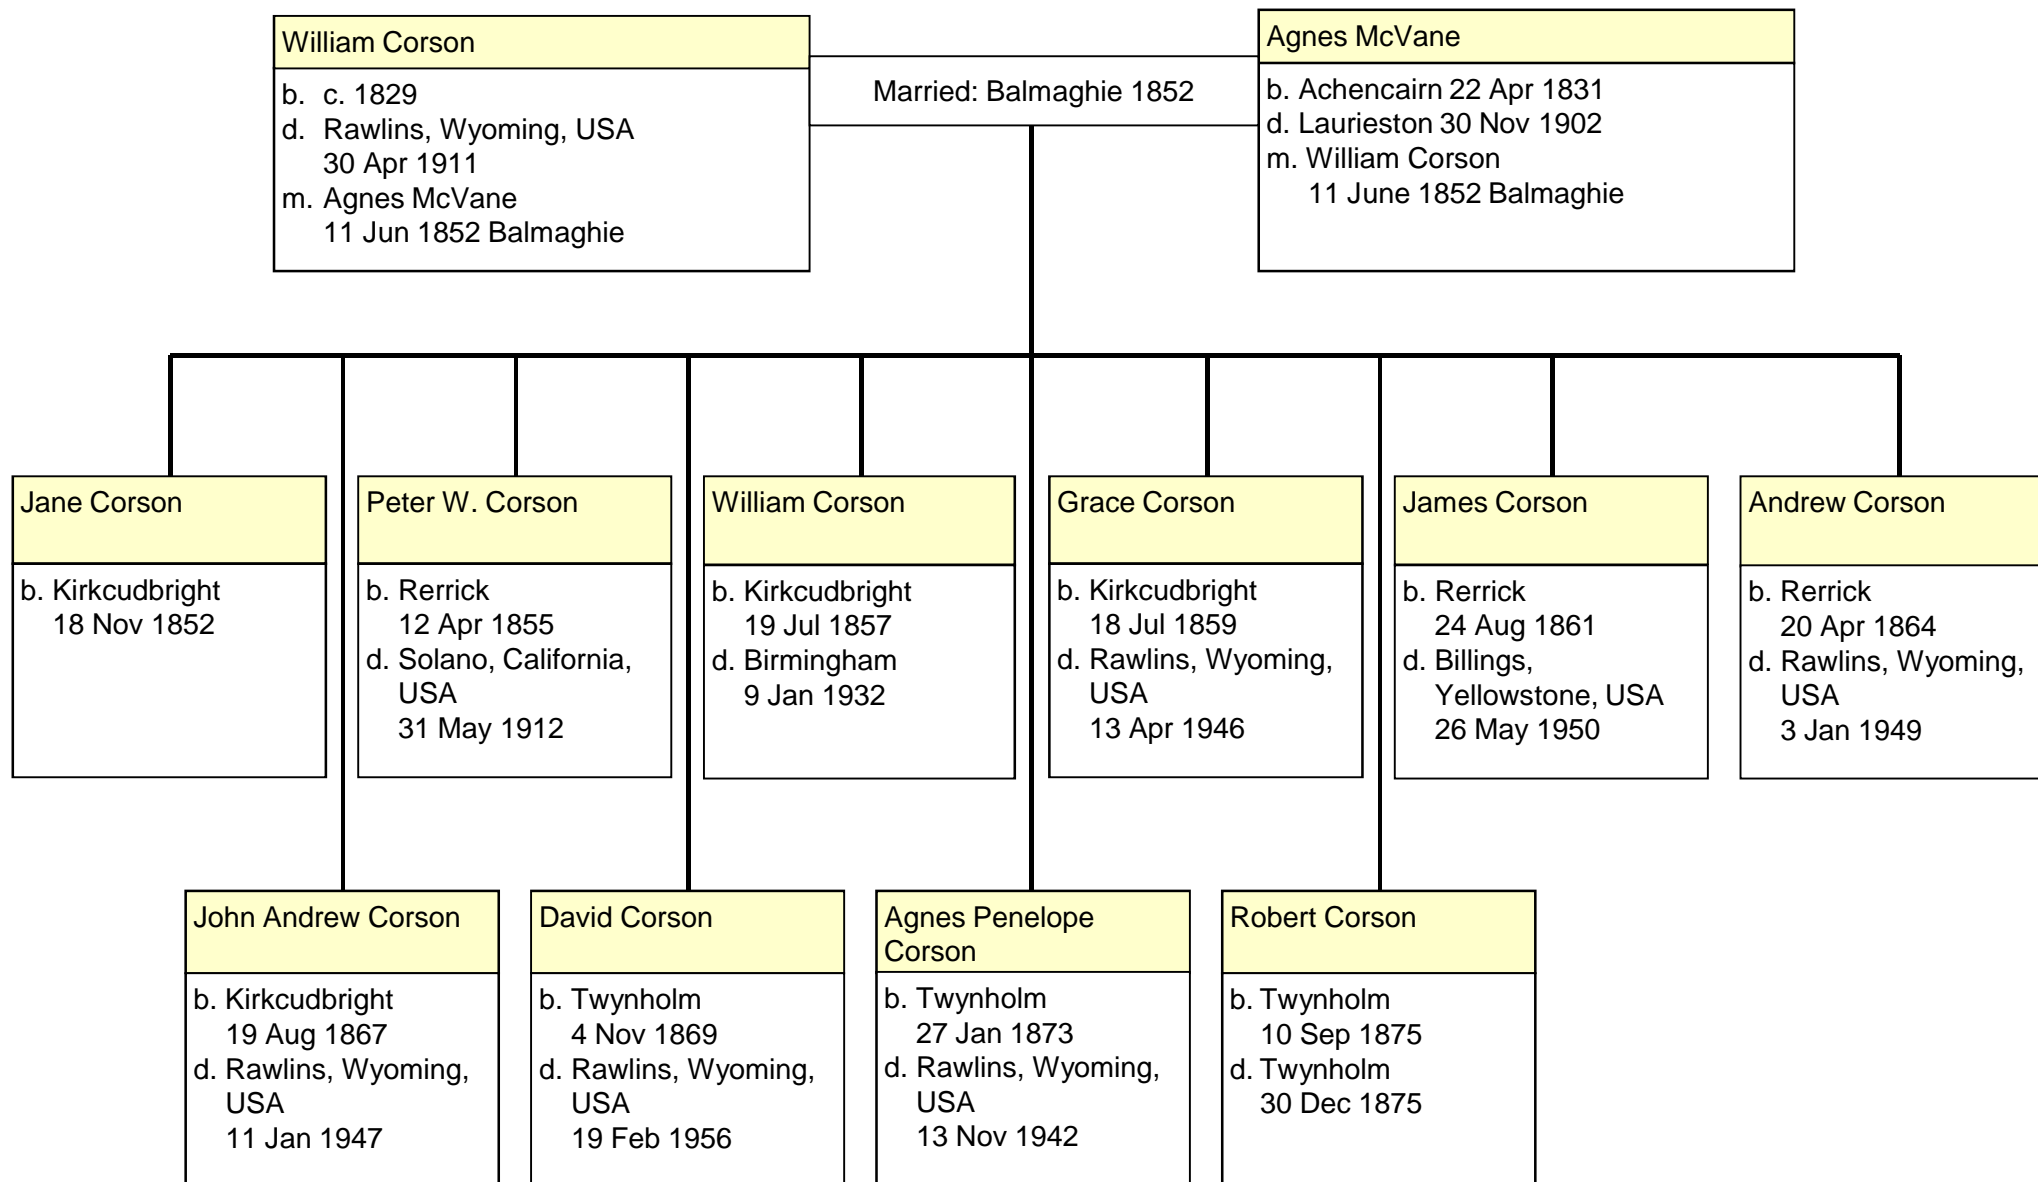 William Corson
b. c. 1829
d. Rawlins, Wyoming, USA
30 Apr 1911
m. Agnes McVane
11 Jun 1852 Balmaghie
Married: Balmaghie 1852
Agnes McVane
b. Achencairn 22 Apr 1831
d. Laurieston 30 Nov 1902
m. William Corson
11 June 1852 Balmaghie
Jane Corson
b. Kirkcudbright
18 Nov 1852
Peter W. Corson
b. Rerrick
12 Apr 1855
d. Solano, California,
USA
31 May 1912
William Corson
b. Kirkcudbright
19 Jul 1857
d. Birmingham
9 Jan 1932
Grace Corson
b. Kirkcudbright
18 Jul 1859
d. Rawlins, Wyoming,
USA
13 Apr 1946
James Corson
b. Rerrick
24 Aug 1861
d. Billings,
Yellowstone, USA
26 May 1950
Andrew Corson
b. Rerrick
20 Apr 1864
d. Rawlins, Wyoming,
USA
3 Jan 1949
John Andrew Corson
b. Kirkcudbright
19 Aug 1867
d. Rawlins, Wyoming,
USA
11 Jan 1947
David Corson
b. Twynholm
4 Nov 1869
d. Rawlins, Wyoming,
USA
19 Feb 1956
Agnes Penelope
Corson
b. Twynholm
27 Jan 1873
d. Rawlins, Wyoming,
USA
13 Nov 1942
Robert Corson
b. Twynholm
10 Sep 1875
d. Twynholm
30 Dec 1875